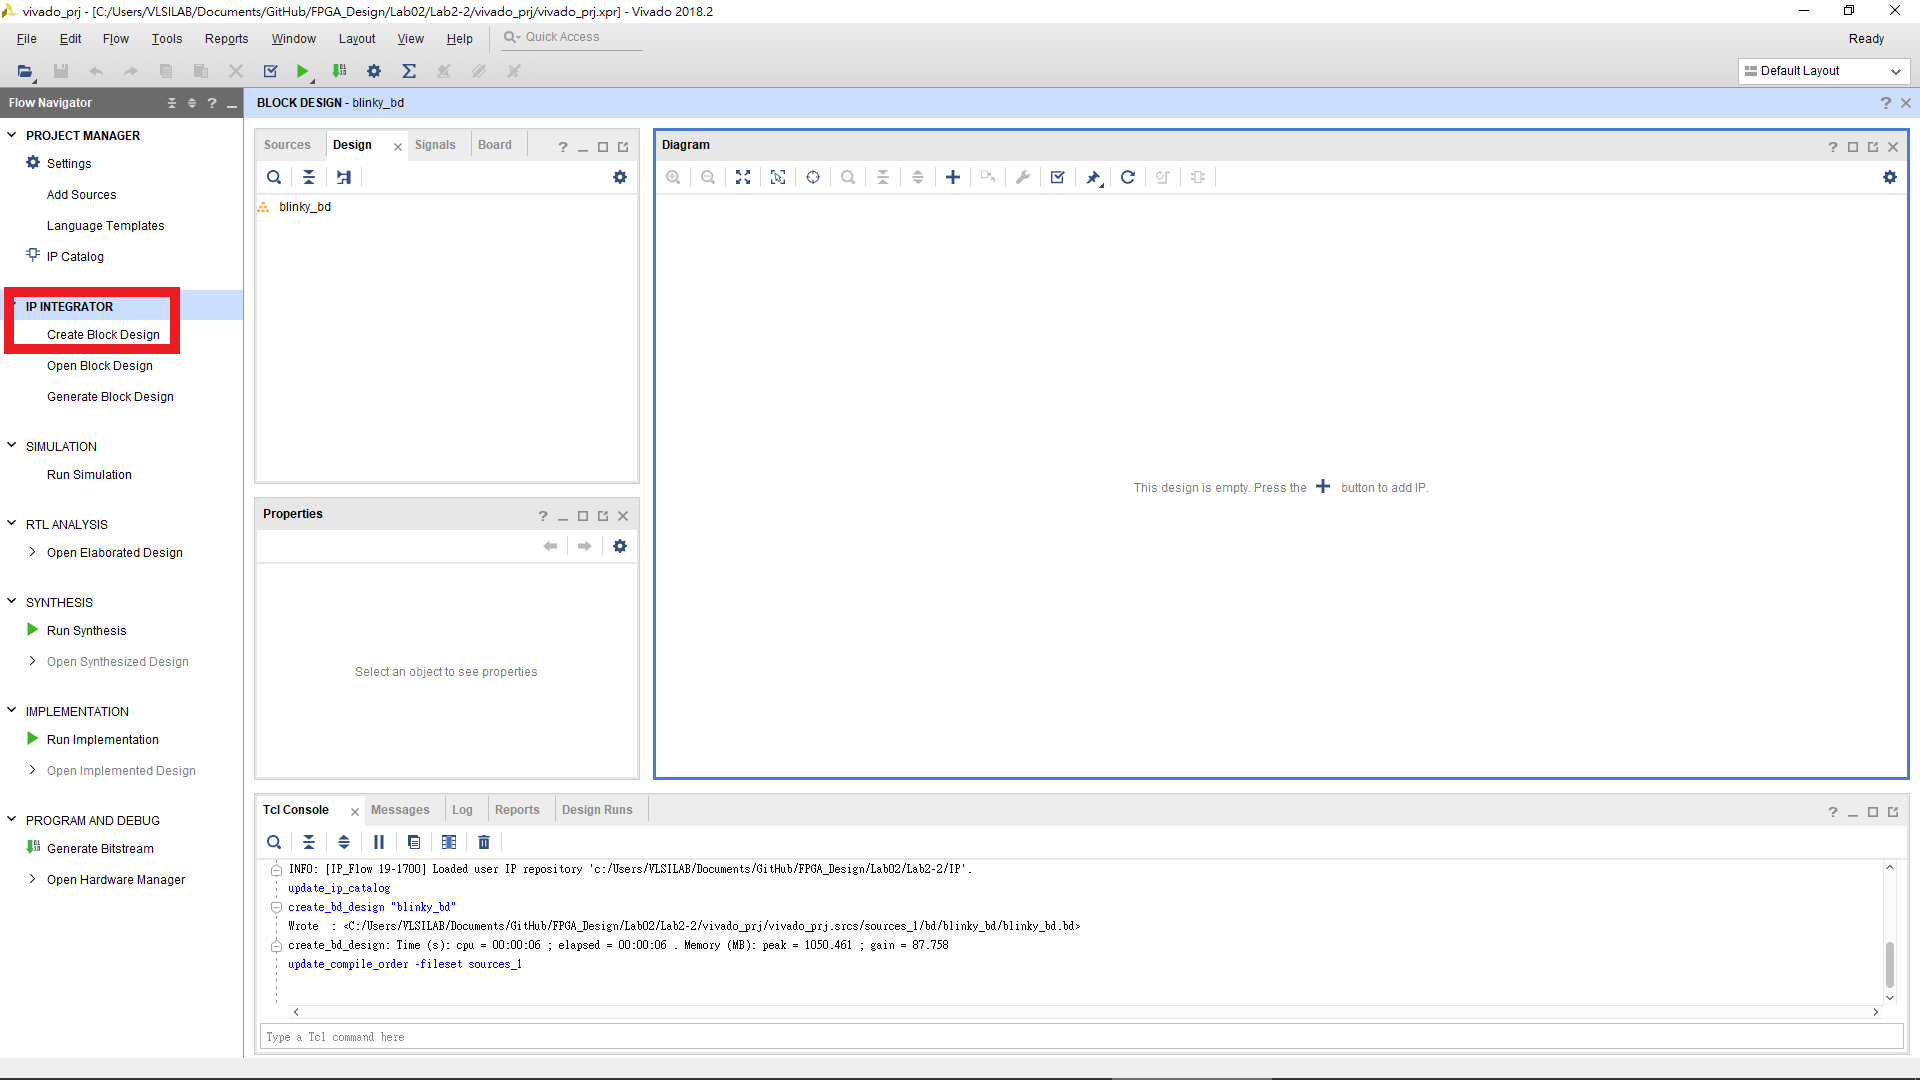 vivado_prj - [C:/Users/VLSILAB/Documents/GitHub/FPGA_Design/Lab02/Lab2-2/vivado_prj/vivado_prj.xpr] - Vivado 2018.2
File Edit Flow Tools Reports Window Layout View Help Quick Access
Ready
Default Layout
Flow Navigator
PROJECT MANAGER
Settings
Add Sources
Language Templates
IP Catalog
IP INTEGRATOR
Create Block Design
Open Block Design
Generate Block Design
SIMULATION
Run Simulation
RTL ANALYSIS
Open Elaborated Design
SYNTHESIS
Run Synthesis
Open Synthesized Design
IMPLEMENTATION
Run Implementation
Open Implemented Design
PROGRAM AND DEBUG
Generate Bitstream
Open Hardware Manager
BLOCK DESIGN - blinky_bd
Sources Design Signals Board
blinky_bd
Properties
Select an object to see properties
Diagram
This design is empty. Press the + button to add IP.
Tcl Console Messages Log Reports Design Runs
INFO: [IP_Flow 19-1700] Loaded user IP repository 'c:/Users/VLSILAB/Documents/GitHub/FPGA_Design/Lab02/Lab2-2/IP'.
update_ip_catalog
create_bd_design "blinky_bd"
Wrote  : <C:/Users/VLSILAB/Documents/GitHub/FPGA_Design/Lab02/Lab2-2/vivado_prj/vivado_prj.srcs/sources_1/bd/blinky_bd/blinky_bd.bd>
create_bd_design: Time (s): cpu = 00:00:06 ; elapsed = 00:00:06 . Memory (MB): peak = 1050.461 ; gain = 87.758
update_compile_order -fileset sources_1
Type a Tcl command here